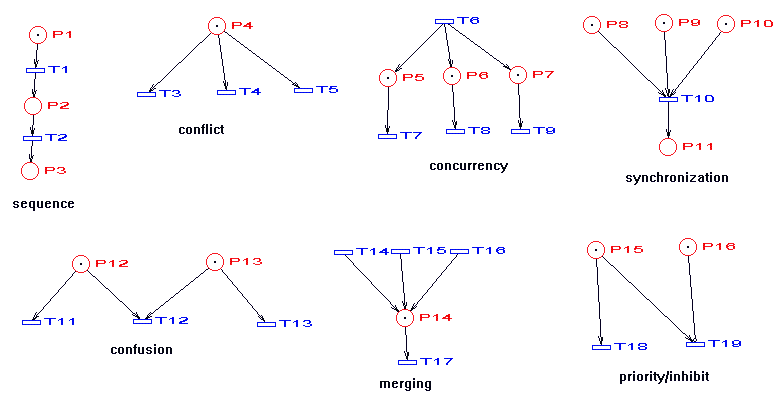 P1
T1
P2
T2
P3
sequence
P4
T3
T4
T5
conflict
T6
P5
P6
P7
T7
T8
T9
concurrency
P8
P9
P10
T10
P11
synchronization
P12
P13
T11
T12
T13
confusion
T14
T15
T16
P14
T17
merging
P15
P16
T18
T19
priority/inhibit